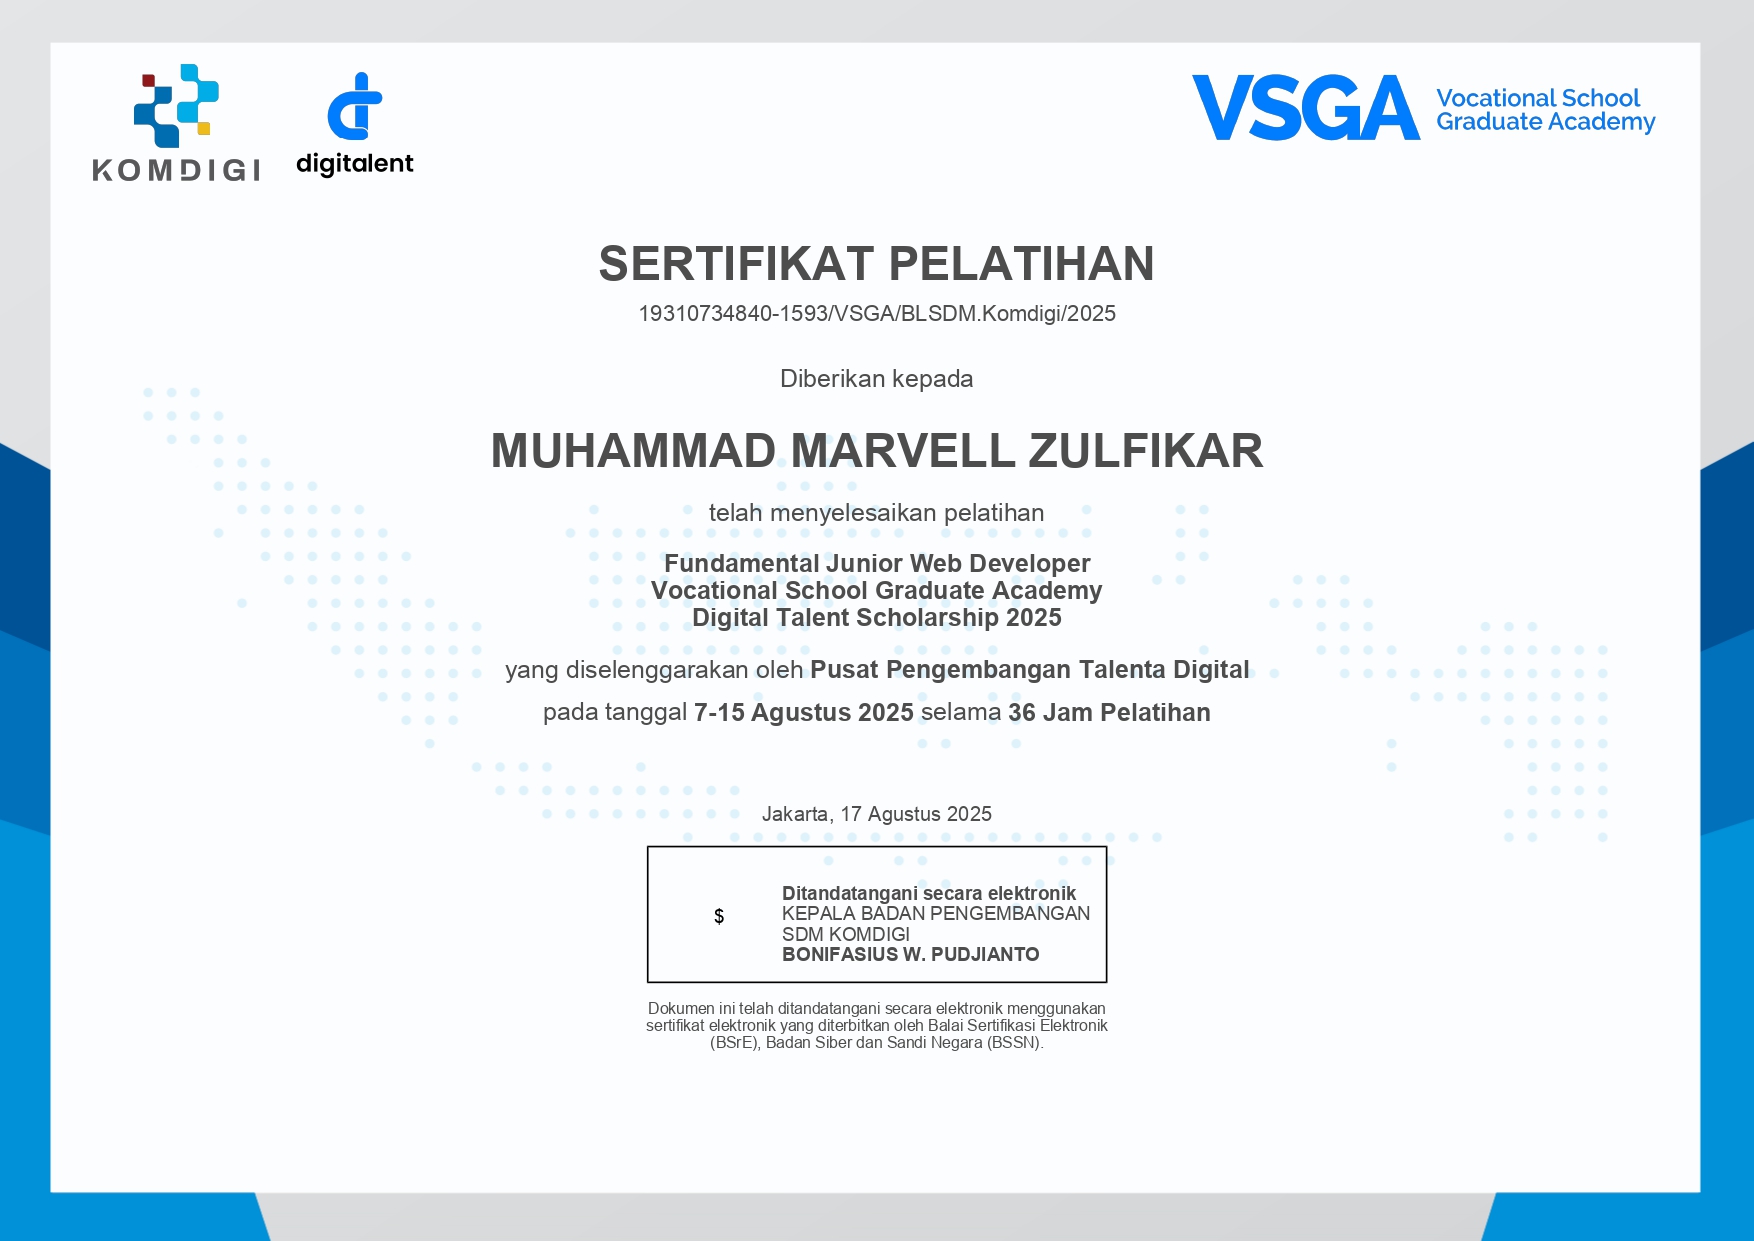 KOMDIGI
digitalent
VSGA
Vocational School
Graduate Academy
SERTIFIKAT PELATIHAN
19310734840-1593/VSGA/BLSDM.Komdigi/2025
Diberikan kepada
MUHAMMAD MARVELL ZULFIKAR
telah menyelesaikan pelatihan
Fundamental Junior Web Developer
Vocational School Graduate Academy
Digital Talent Scholarship 2025
yang diselenggarakan oleh Pusat Pengembangan Talenta Digital
pada tanggal 7-15 Agustus 2025 selama 36 Jam Pelatihan
Jakarta, 17 Agustus 2025
$
Ditandatangani secara elektronik
KEPALA BADAN PENGEMBANGAN
SDM KOMDIGI
BONIFASIUS W. PUDJIANTO
Dokumen ini telah ditandatangani secara elektronik menggunakan
sertifikat elektronik yang diterbitkan oleh Balai Sertifikasi Elektronik
(BSrE), Badan Siber dan Sandi Negara (BSSN).